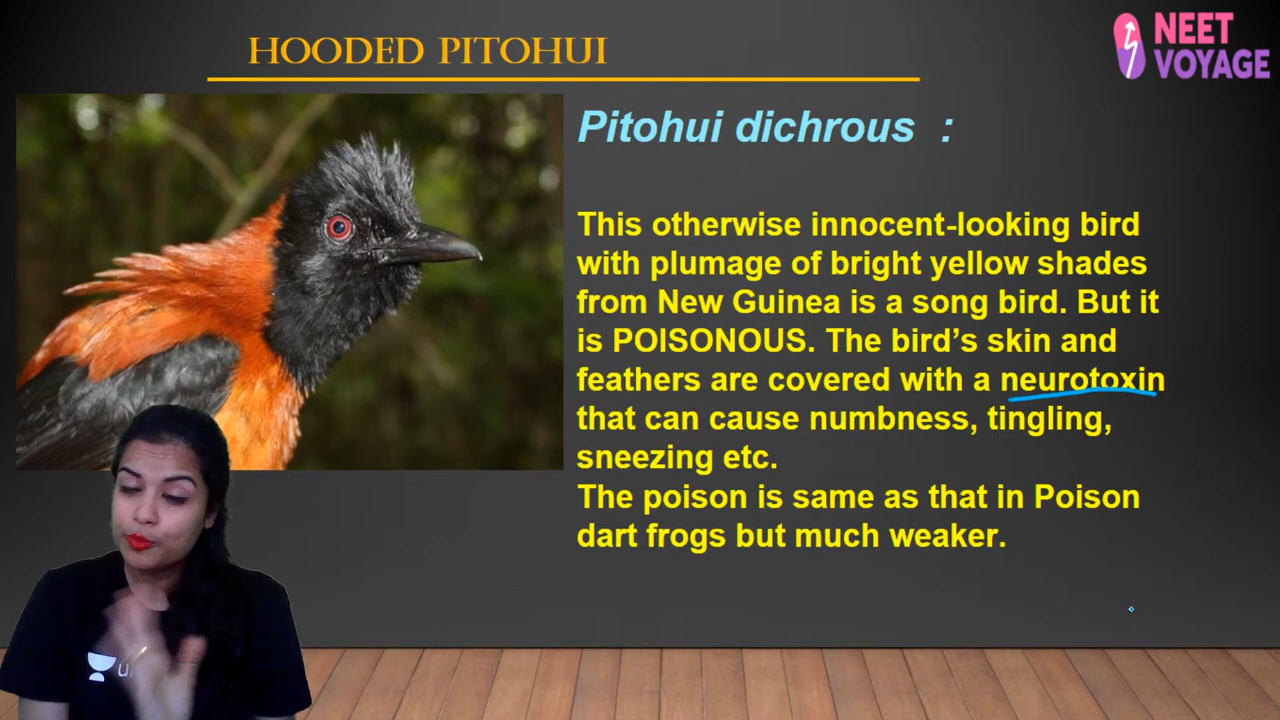 HOODED PITOHUI
NEET
VOYAGE
Pitohui dichrous :
This otherwise innocent-looking bird
with plumage of bright yellow shades
from New Guinea is a song bird. But it
is POISONOUS. The bird’s skin and
feathers are covered with a neurotoxin
that can cause numbness, tingling,
sneezing etc.
The poison is same as that in Poison
dart frogs but much weaker.